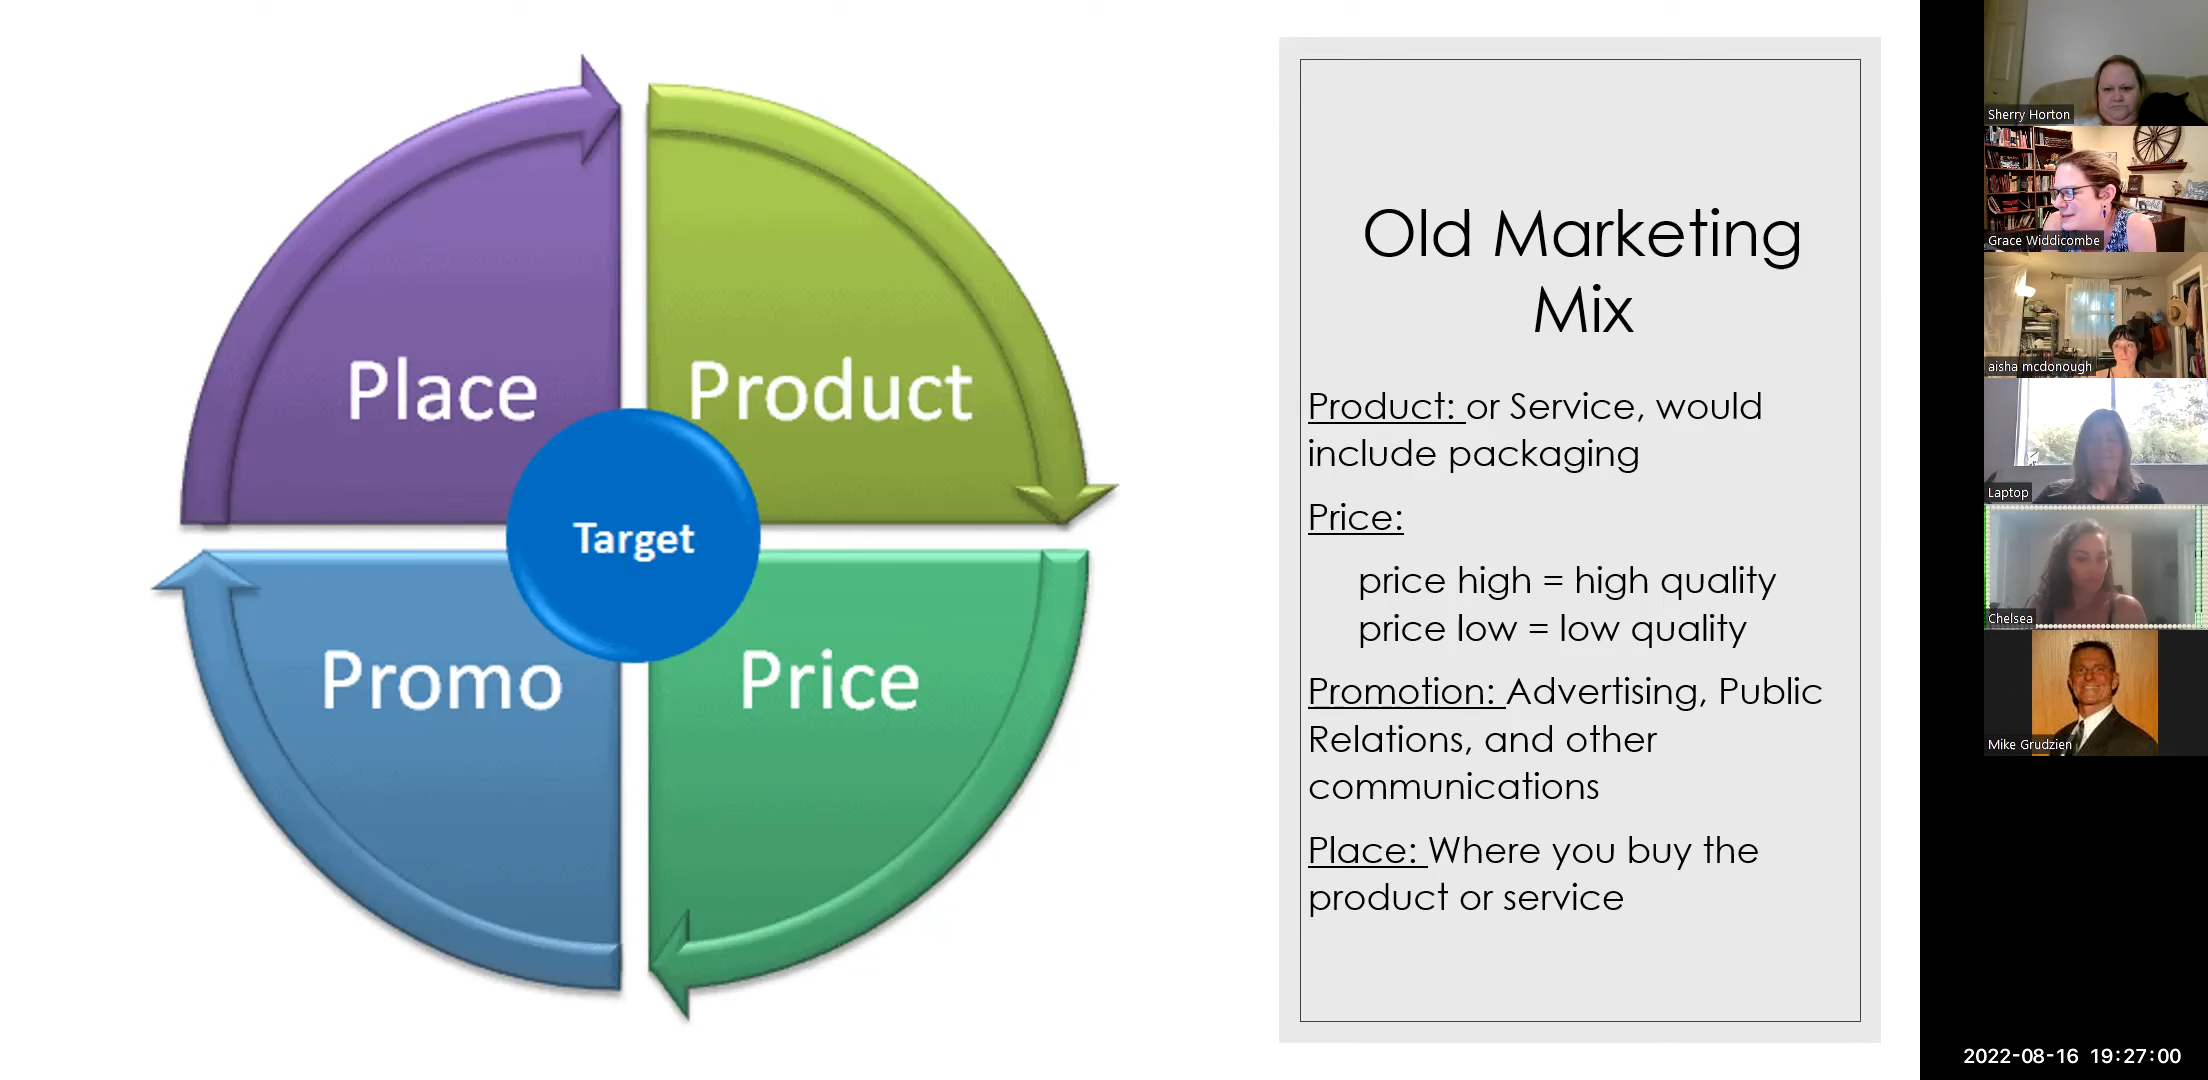 Place
Product
Target
Promo
Price
Old Marketing
Mix
Product: or Service, would
include packaging
Price:
price high = high quality
price low = low quality
Promotion: Advertising, Public
Relations, and other
communications
Place: Where you buy the
product or service
Sherry Horton
Grace Widdicombe
aisha mcdonough
Laptop
Chelsea
Mike Grudzien
2022-08-16 19:27:00